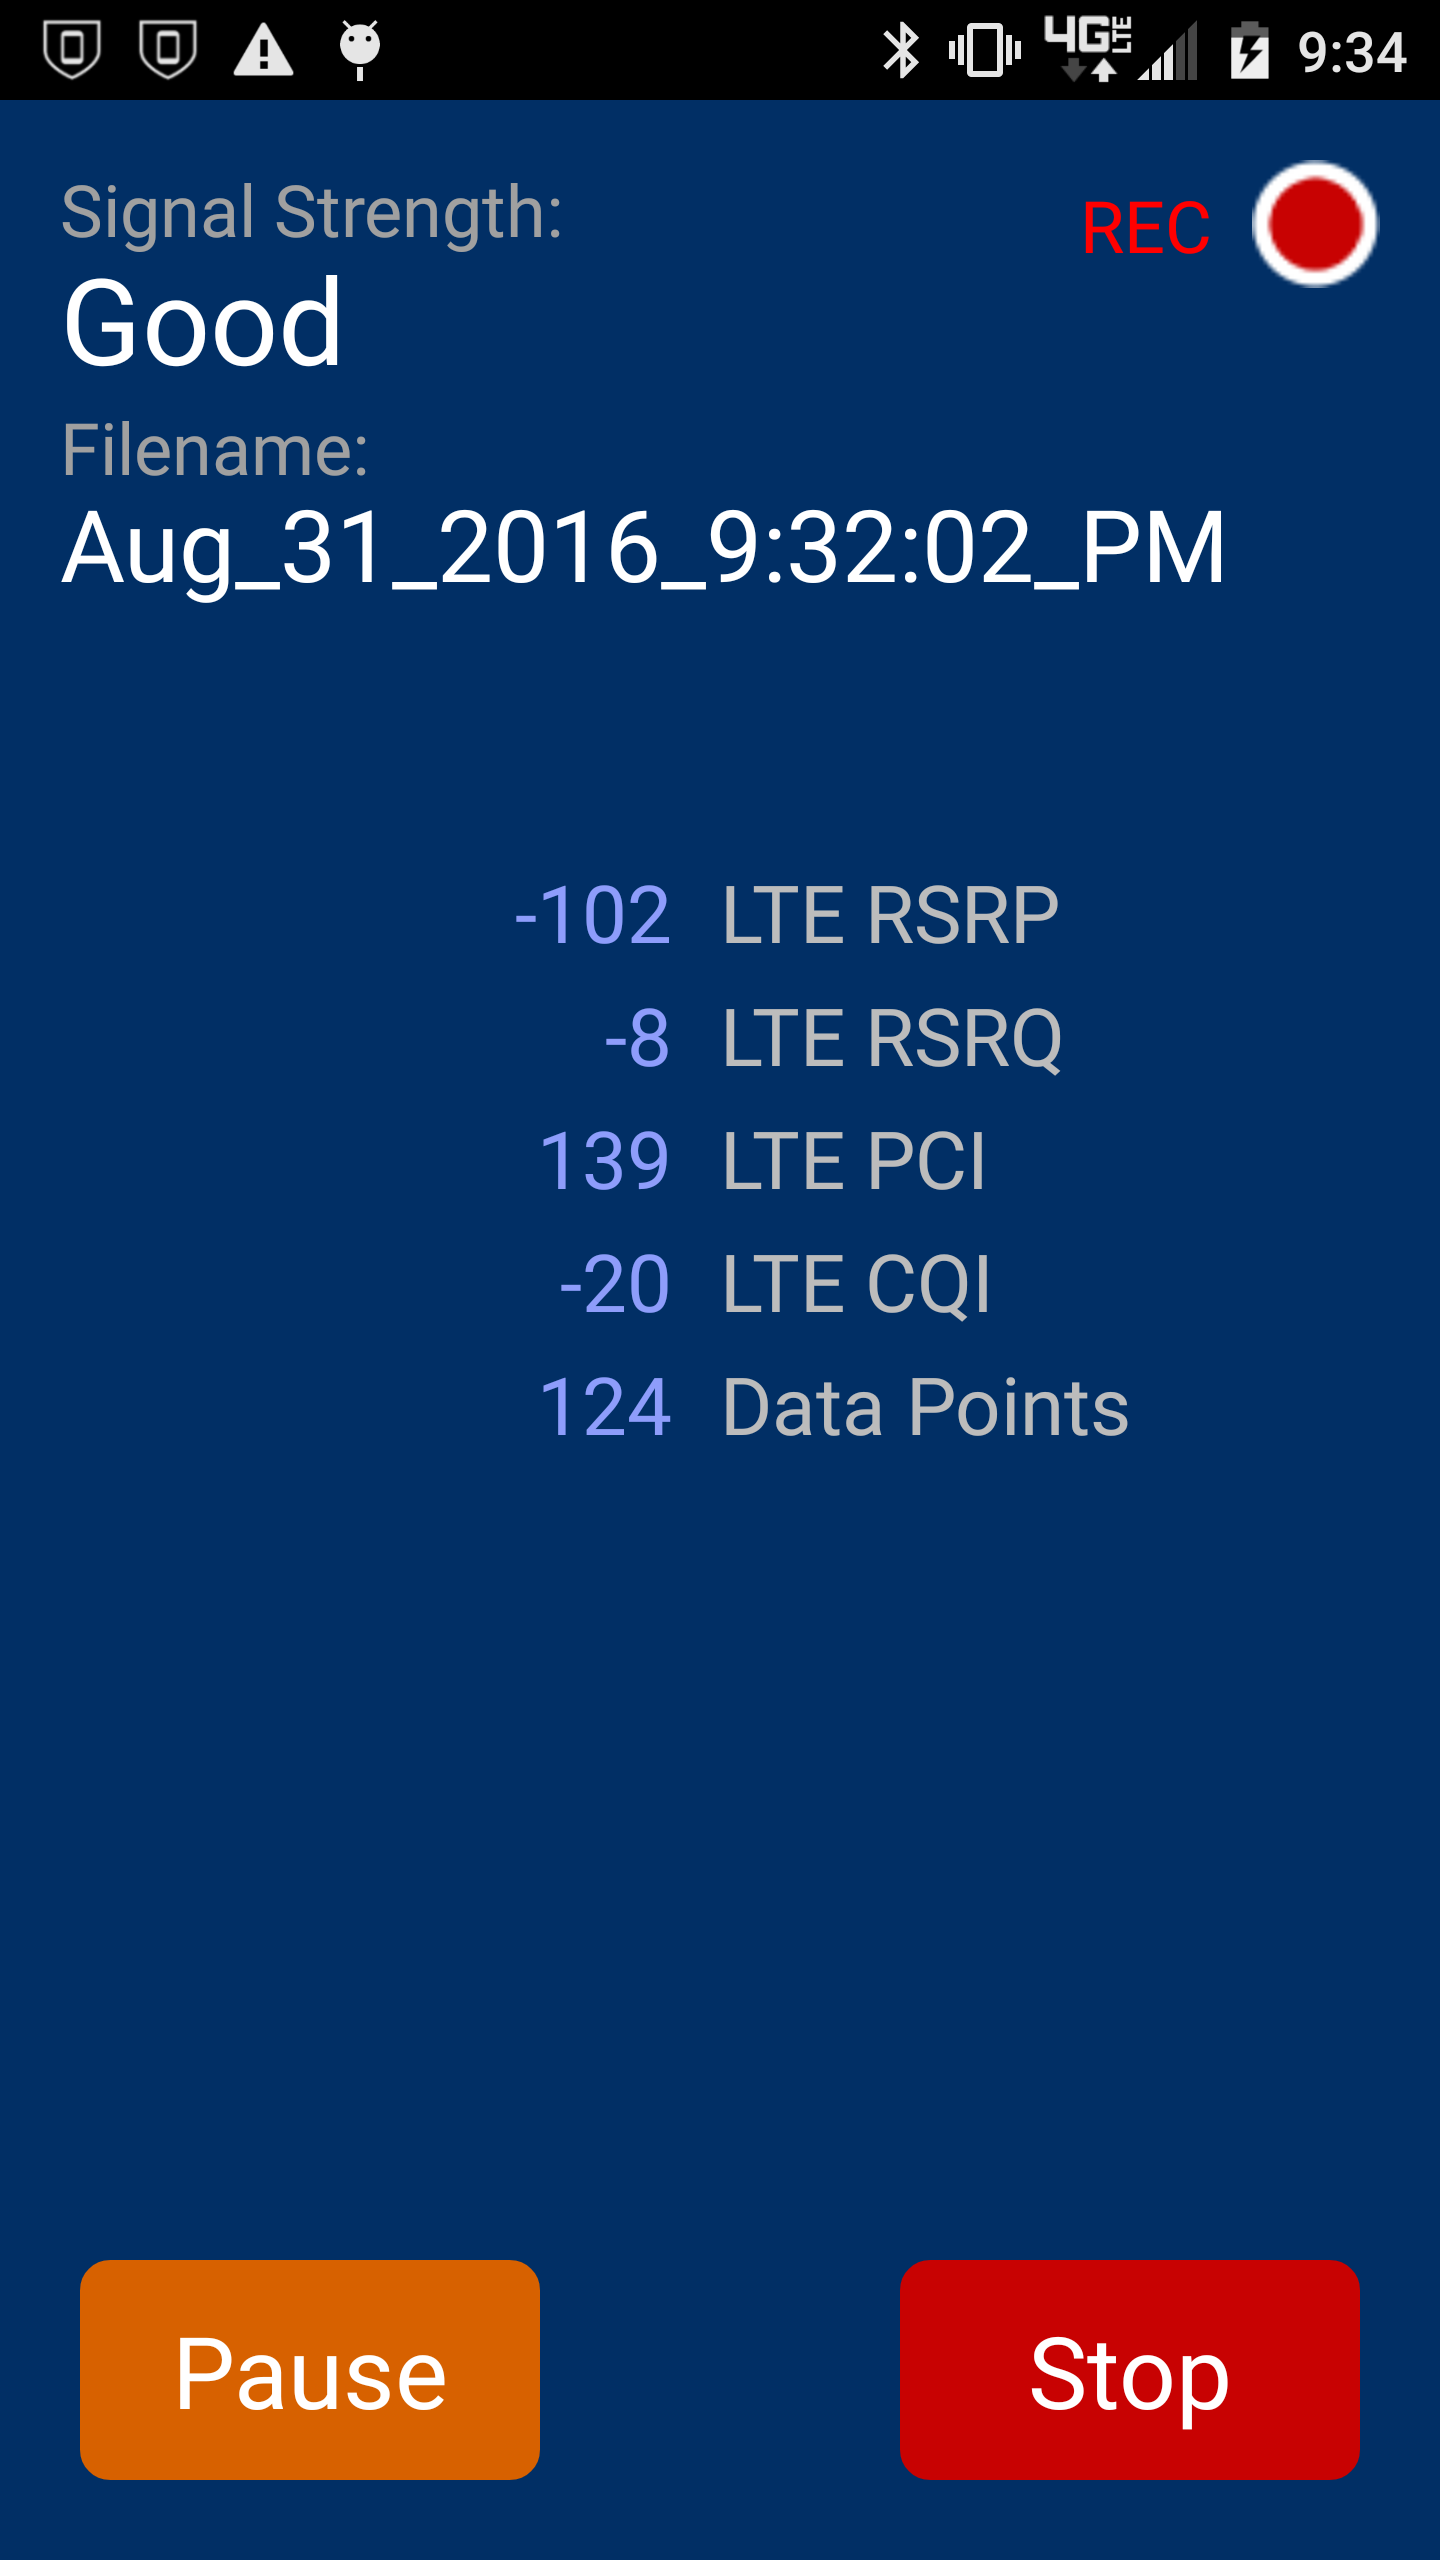 4G LTE 9:34
Signal Strength:
REC
Good
Filename:
Aug_31_2016_9:32:02_PM
-102 LTE RSRP
-8 LTE RSRQ
139 LTE PCI
-20 LTE CQI
124 Data Points
Pause Stop